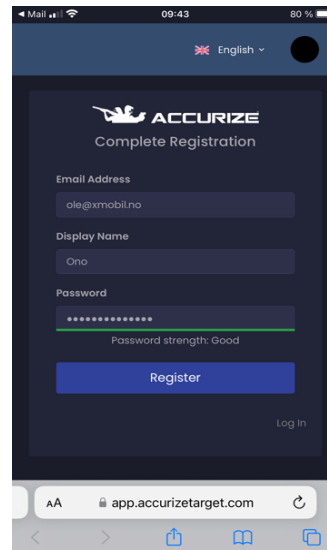 Mail 09:43 80 %
English
ACCURIZE
Complete Registration
Email Address
ole@xmobil.no
Display Name
Ono
Password
••••••••••••••
Password strength: Good
Register
Log In
AA app.accurizetarget.com